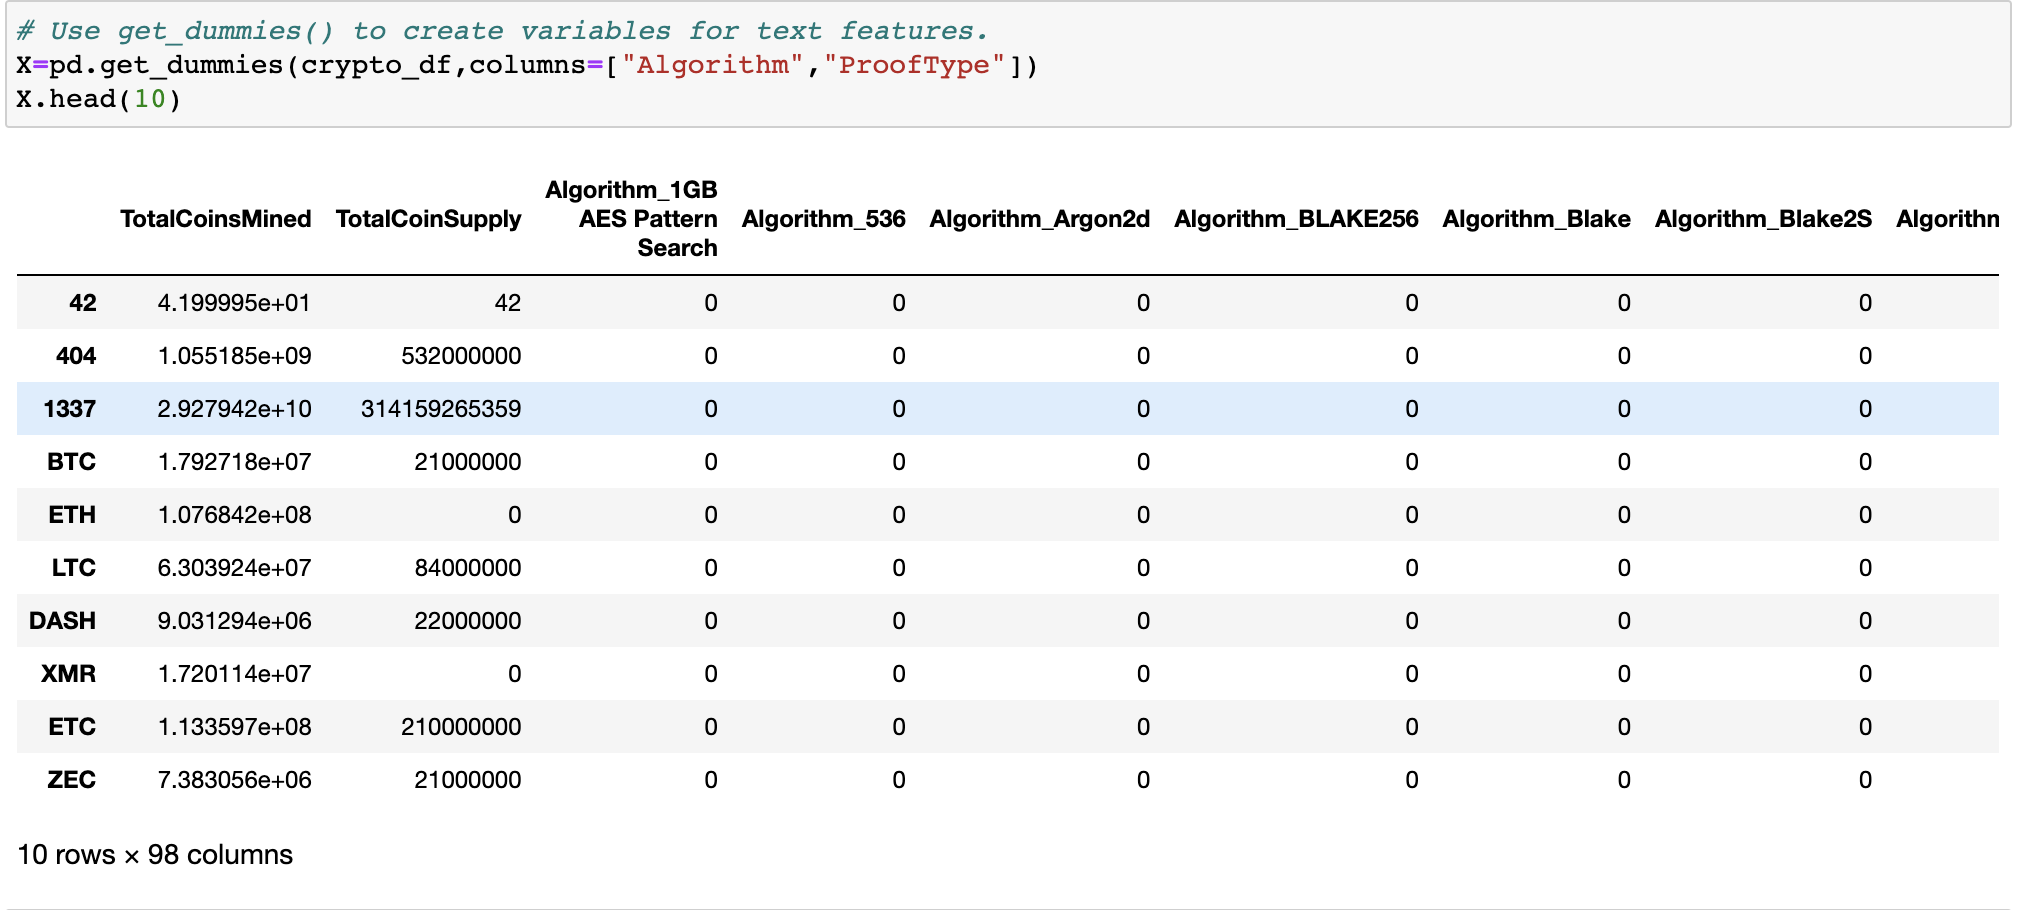 # Use get_dummies() to create variables for text features.
X=pd.get_dummies(crypto_df,columns=["Algorithm","ProofType"])
X.head(10)
TotalCoinsMined TotalCoinSupply Algorithm_1GB AES Pattern Search Algorithm_536 Algorithm_Argon2d Algorithm_BLAKE256 Algorithm_Blake Algorithm_Blake2S
42 4.199995e+01 42 0 0 0 0 0 0
404 1.055185e+09 532000000 0 0 0 0 0 0
1337 2.927942e+10 314159265359 0 0 0 0 0 0
BTC 1.792718e+07 21000000 0 0 0 0 0 0
ETH 1.076842e+08 0 0 0 0 0 0 0
LTC 6.303924e+07 84000000 0 0 0 0 0 0
DASH 9.031294e+06 22000000 0 0 0 0 0 0
XMR 1.720114e+07 0 0 0 0 0 0 0
ETC 1.133597e+08 210000000 0 0 0 0 0 0
ZEC 7.383056e+06 21000000 0 0 0 0 0 0
10 rows × 98 columns